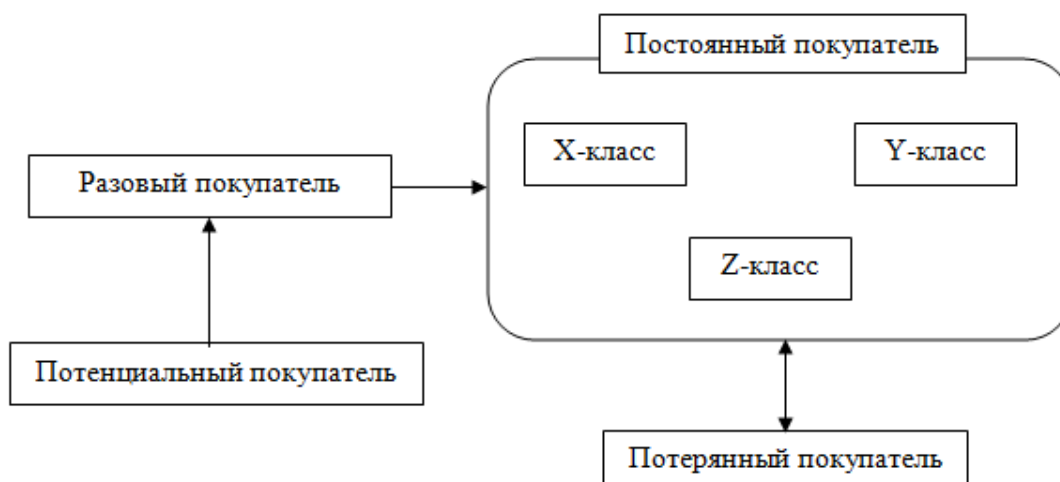 Постоянный покупатель
X-класс
Y-класс
Разовый покупатель
Z-класс
Потенциальный покупатель
Потерянный покупатель